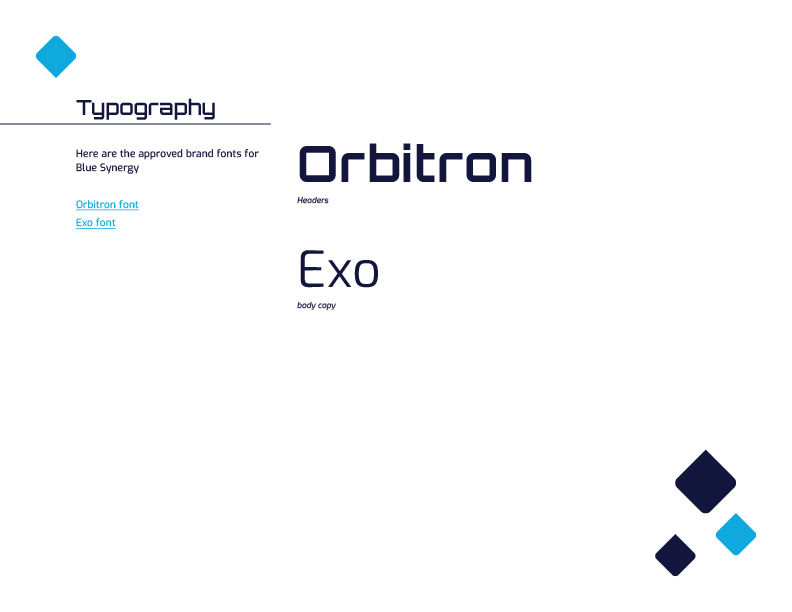 Typography
Here are the approved brand fonts for
Blue Synergy
Orbitron font
Exo font
Orbitron
Headers
Exo
body copy